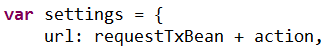 var settings = {
    url: requestTxBean + action,